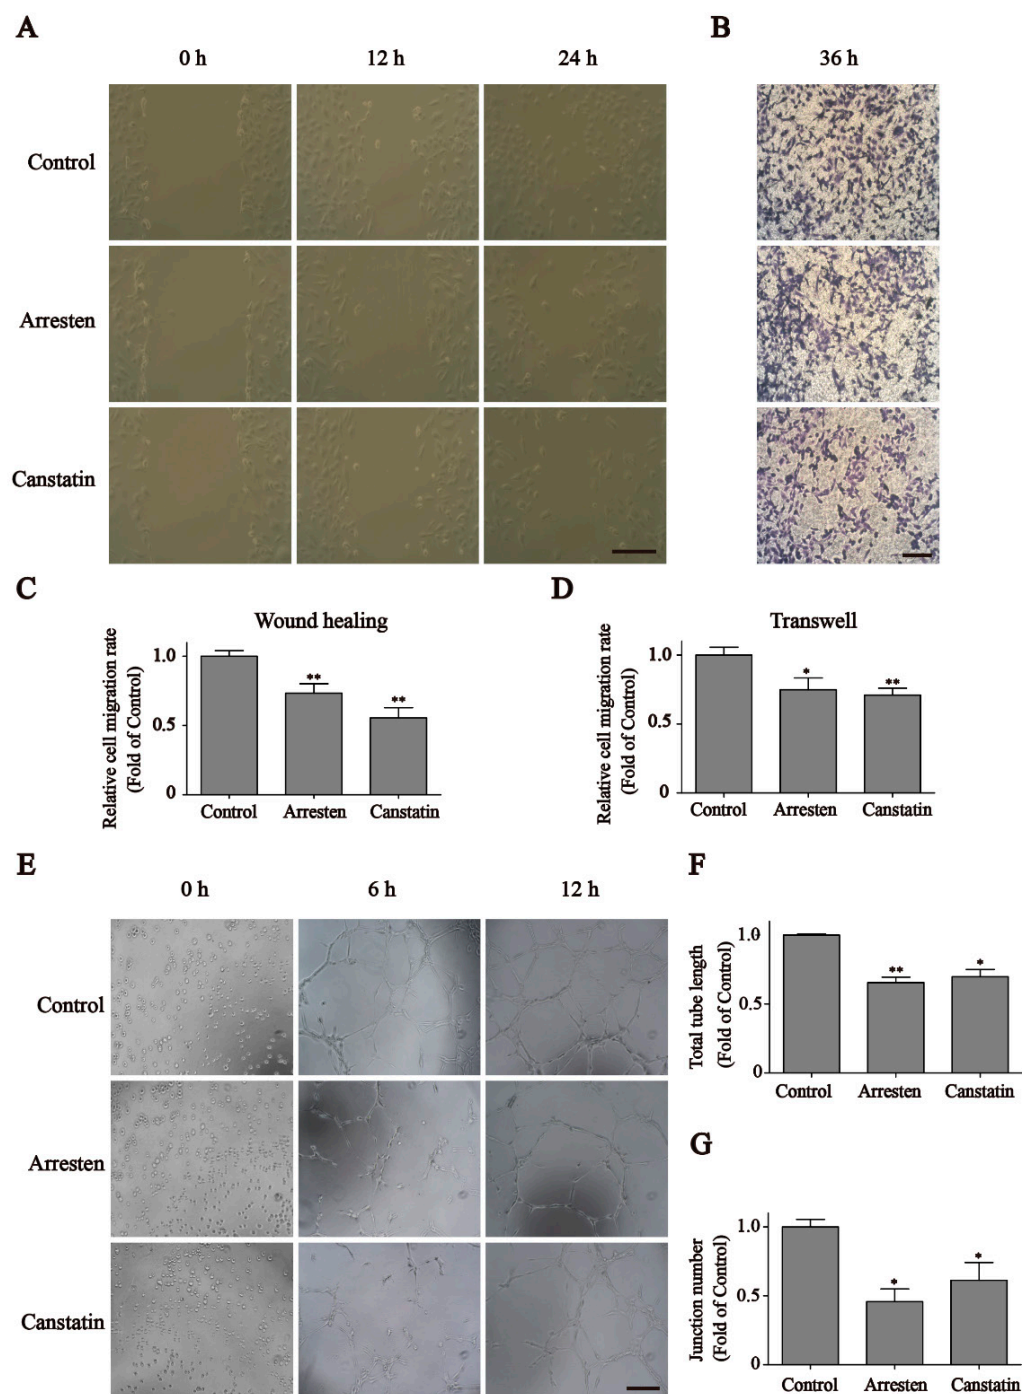 A
B
0 h
12 h
24 h
36 h
Control
Arresten
Canstatin
C
D
Wound healing
Relative cell migration rate
(Fold of Control)
1.0
0.5
0
**
**
Control
Arresten
Canstatin
Transwell
Relative cell migration rate
(Fold of Control)
1.0
0.5
0
*
**
Control
Arresten
Canstatin
E
F
0 h
6 h
12 h
Control
Arresten
Canstatin
Total tube length
(Fold of Control)
1.0
0.5
0
**
*
Control
Arresten
Canstatin
G
Junction number
(Fold of Control)
1.0
0.5
0
*
*
Control
Arresten
Canstatin